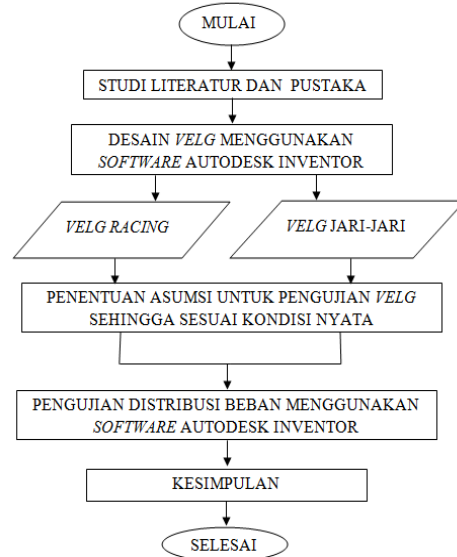 MULAI
STUDI LITERATUR DAN PUSTAKA
DESAIN VELG MENGGUNAKAN
SOFTWARE AUTODESK INVENTOR
VELG RACING
VELG JARI-JARI
PENENTUAN ASUMSI UNTUK PENGUJIAN VELG
SEHINGGA SESUAI KONDISI NYATA
PENGUJIAN DISTRIBUSI BEBAN MENGGUNAKAN
SOFTWARE AUTODESK INVENTOR
KESIMPULAN
SELESAI